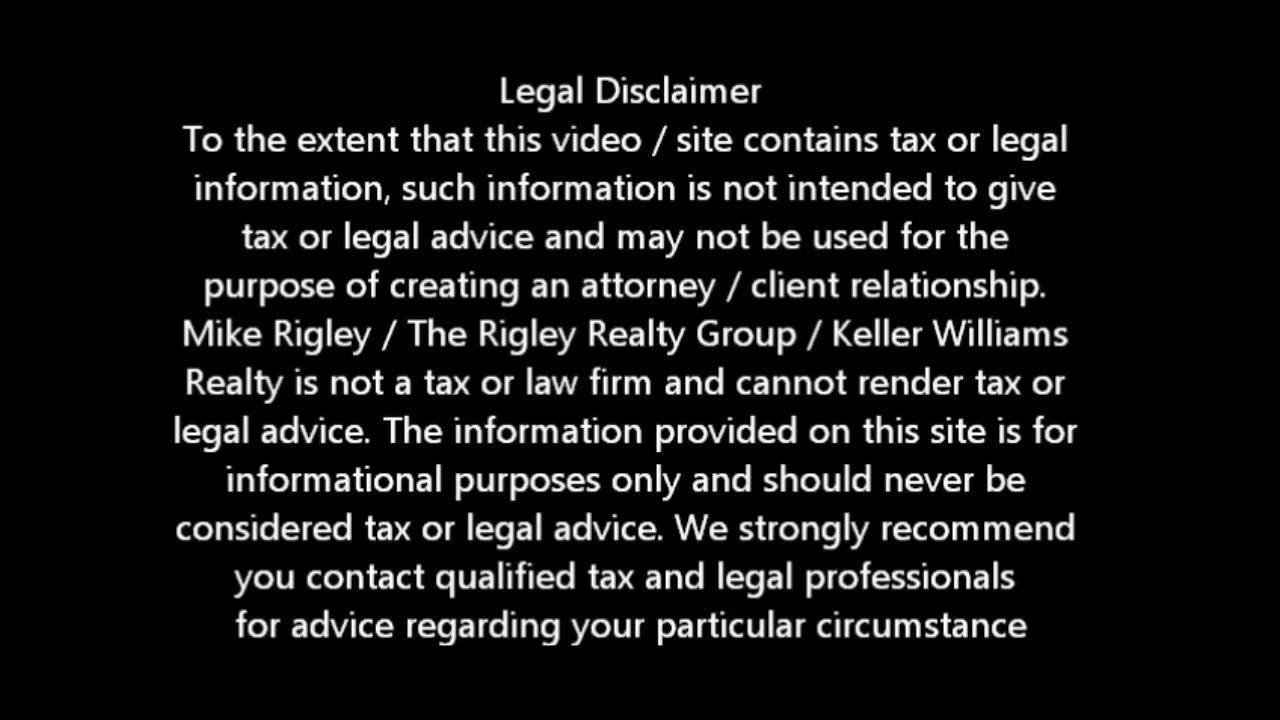 Legal Disclaimer
To the extent that this video / site contains tax or legal
information, such information is not intended to give
tax or legal advice and may not be used for the
purpose of creating an attorney / client relationship.
Mike Rigley / The Rigley Realty Group / Keller Williams
Realty is not a tax or law firm and cannot render tax or
legal advice. The information provided on this site is for
informational purposes only and should never be
considered tax or legal advice. We strongly recommend
you contact qualified tax and legal professionals
for advice regarding your particular circumstance